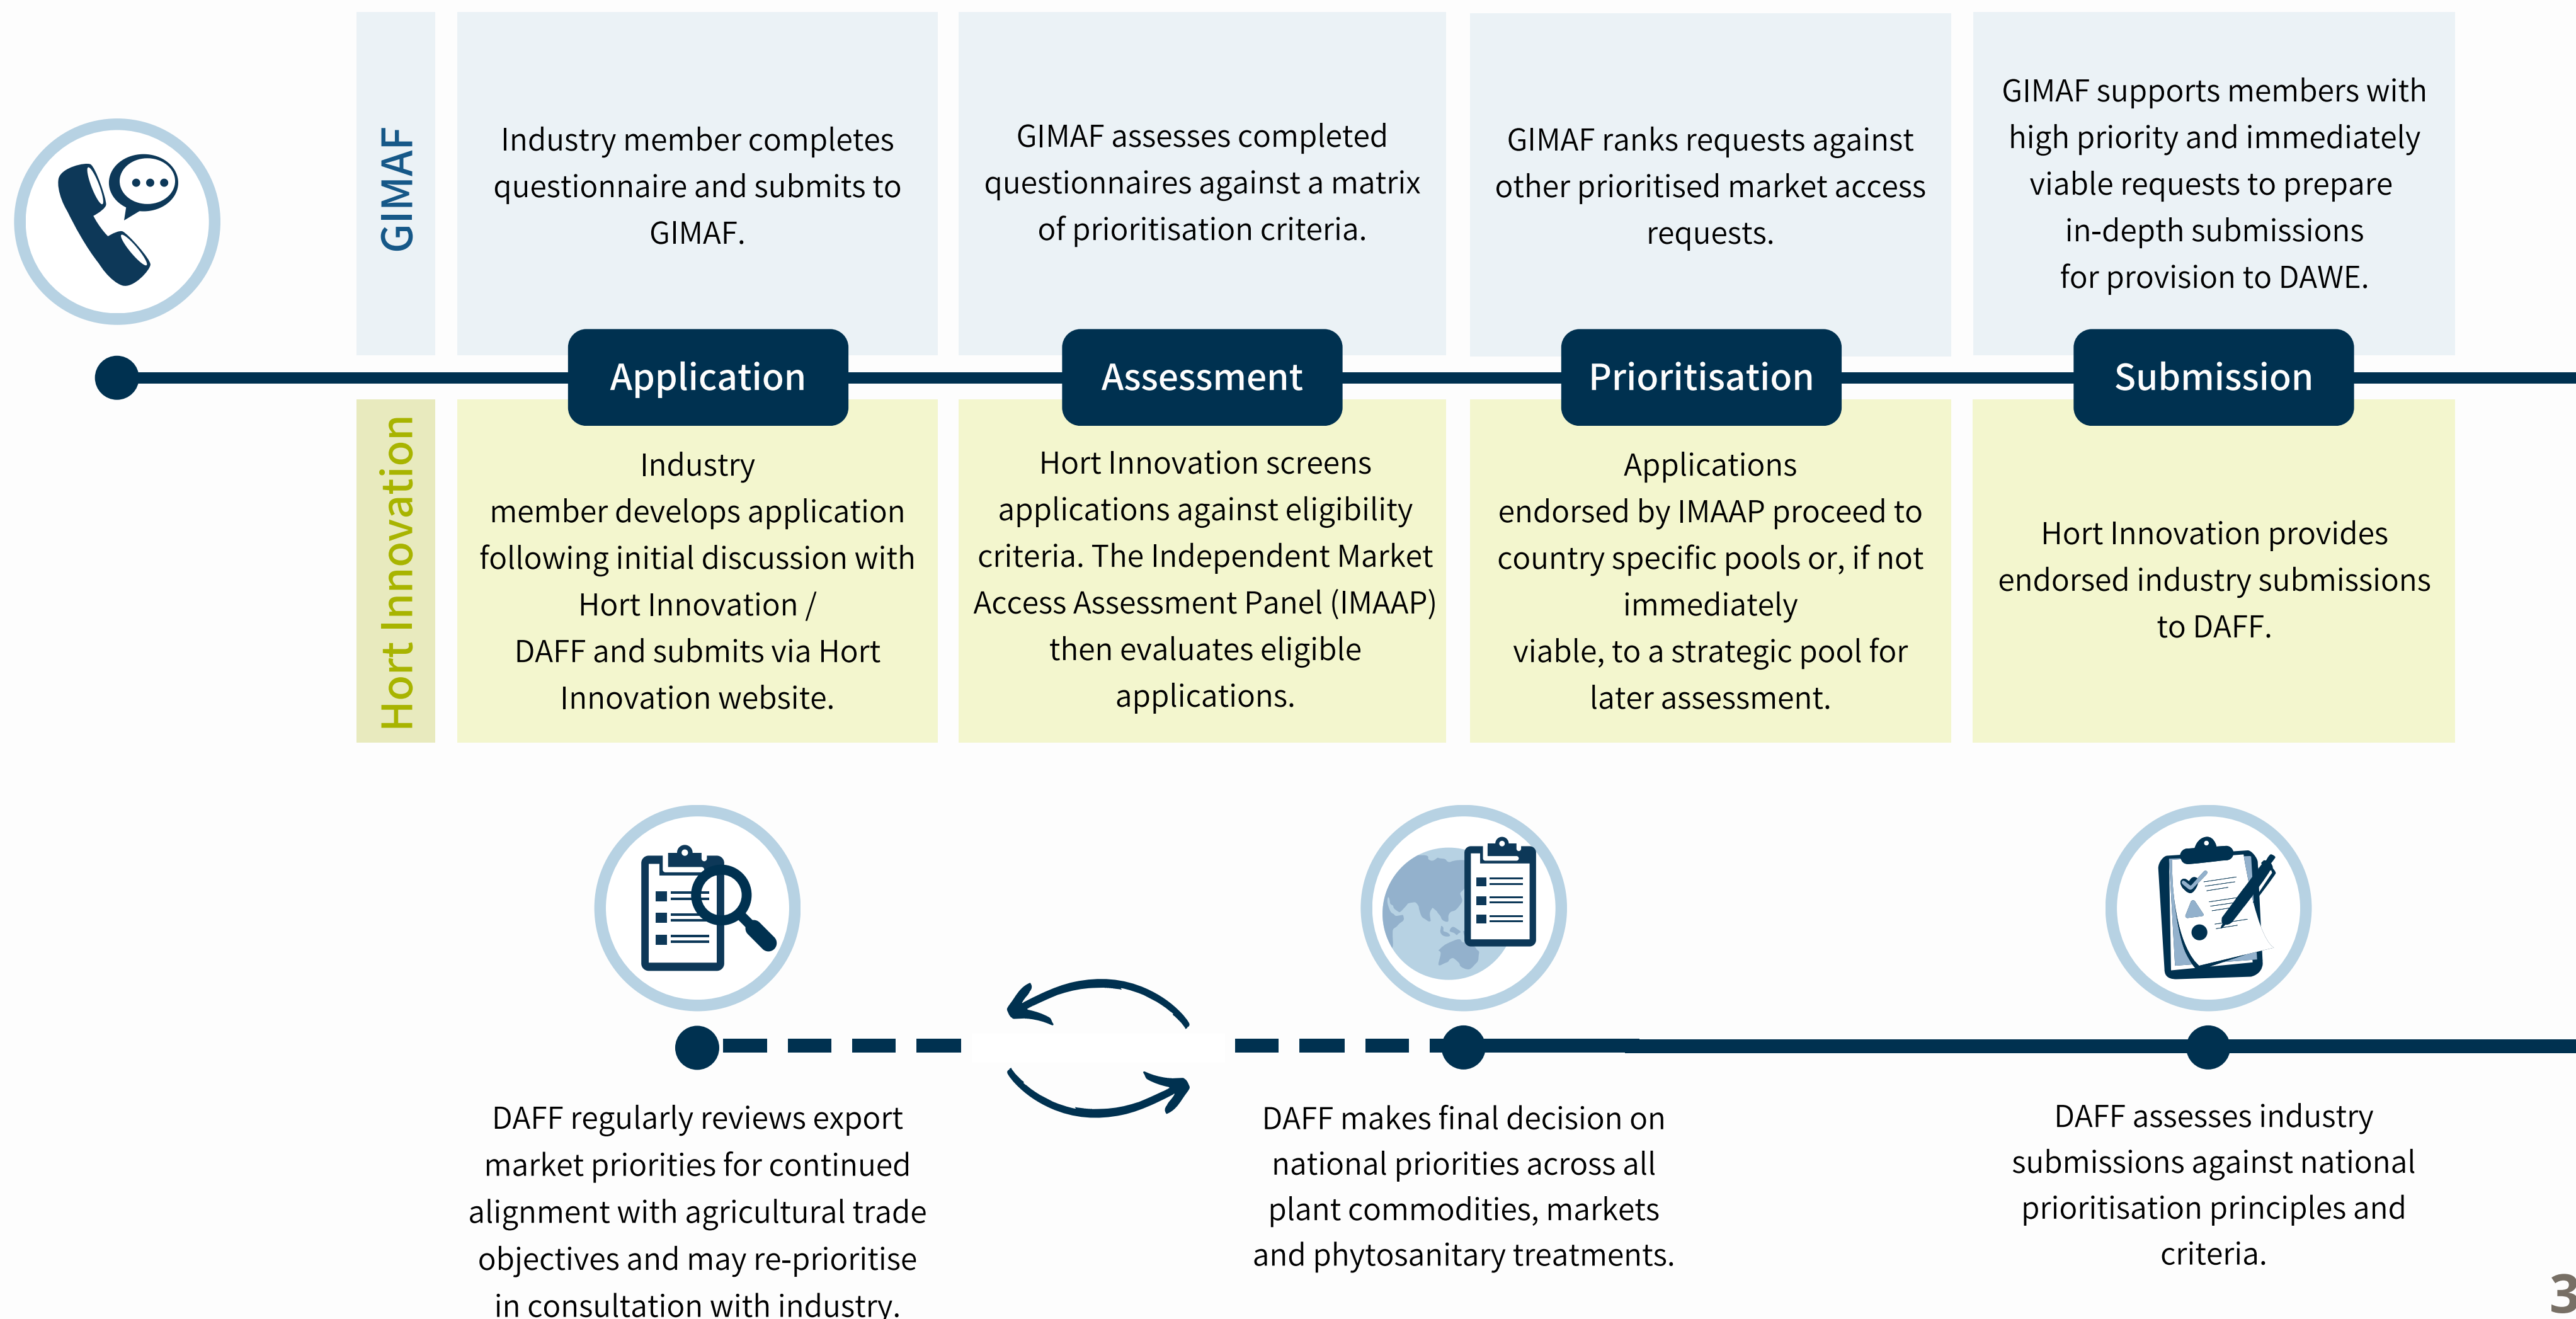 GIMAF
Industry member completes
questionnaire and submits to
GIMAF.
GIMAF assesses completed
questionnaires against a matrix
of prioritisation criteria.
GIMAF ranks requests against
other prioritised market access
requests.
GIMAF supports members with
high priority and immediately
viable requests to prepare
in-depth submissions
for provision to DAWE.
Application
Assessment
Prioritisation
Submission
Hort Innovation
Industry
member develops application
following initial discussion with
Hort Innovation /
DAFF and submits via Hort
Innovation website.
Hort Innovation screens
applications against eligibility
criteria. The Independent Market
Access Assessment Panel (IMAAP)
then evaluates eligible
applications.
Applications
endorsed by IMAAP proceed to
country specific pools or, if not
immediately
viable, to a strategic pool for
later assessment.
Hort Innovation provides
endorsed industry submissions
to DAFF.
DAFF regularly reviews export
market priorities for continued
alignment with agricultural trade
objectives and may re-prioritise
in consultation with industry.
DAFF makes final decision on
national priorities across all
plant commodities, markets
and phytosanitary treatments.
DAFF assesses industry
submissions against national
prioritisation principles and
criteria.
3